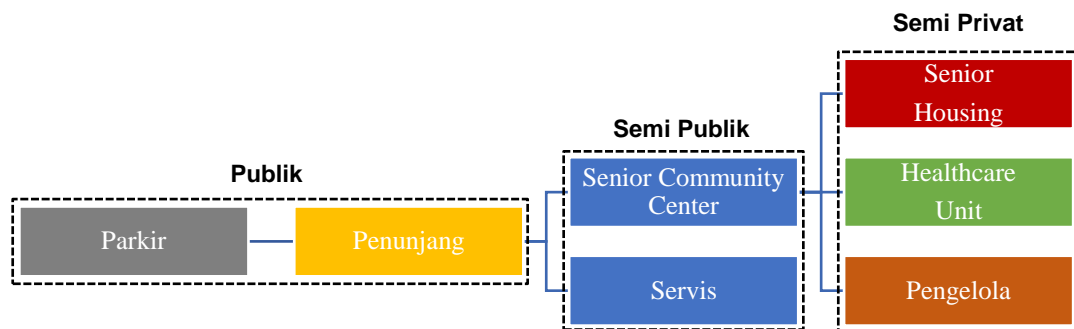 Publik
Parkir
Penunjang
Semi Publik
Senior Community
Center
Servis
Semi Privat
Senior
Housing
Healthcare
Unit
Pengelola